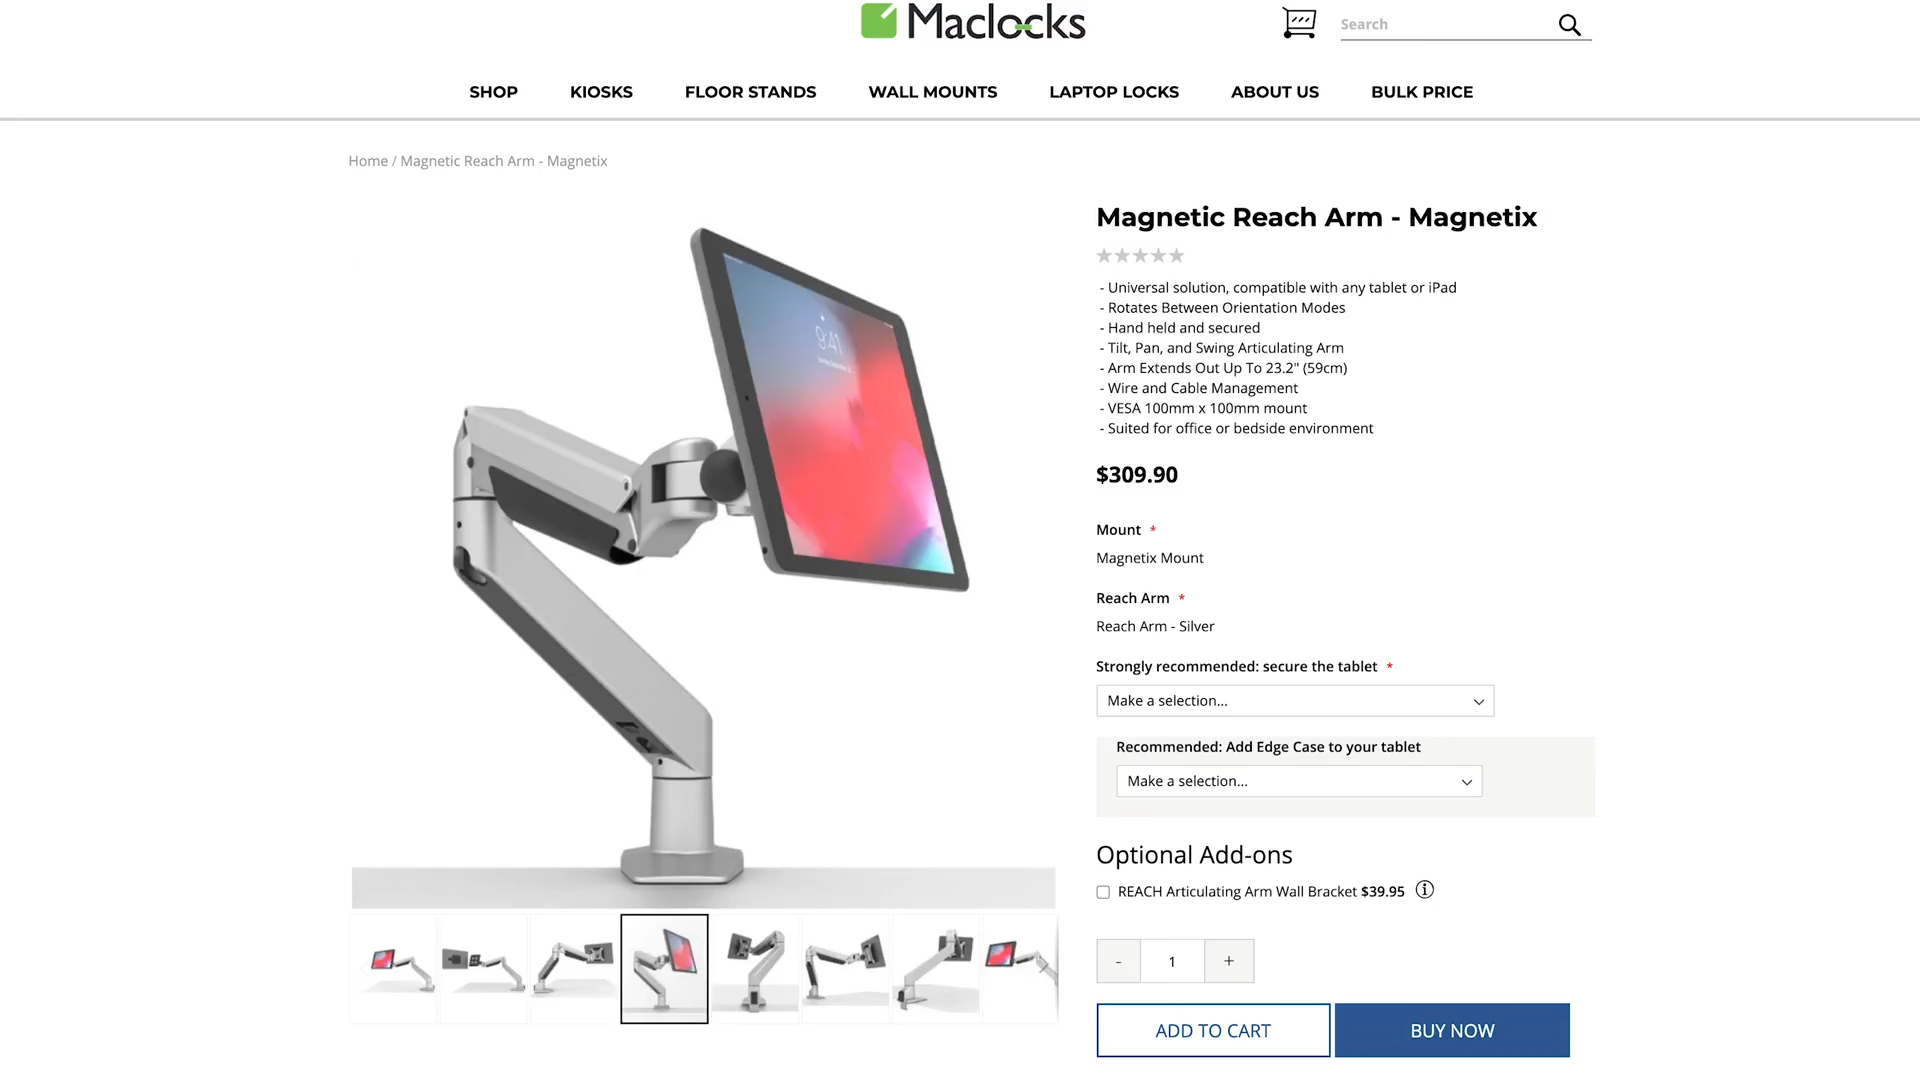 Maclocks
Search
SHOP
KIOSKS
FLOOR STANDS
WALL MOUNTS
LAPTOP LOCKS
ABOUT US
BULK PRICE
Home / Magnetic Reach Arm - Magnetix
9:41
Magnetic Reach Arm - Magnetix
- Universal solution, compatible with any tablet or iPad
- Rotates Between Orientation Modes
- Hand held and secured
- Tilt, Pan, and Swing Articulating Arm
- Arm Extends Out Up To 23.2" (59cm)
- Wire and Cable Management
- VESA 100mm x 100mm mount
- Suited for office or bedside environment
$309.90
Mount *
Magnetix Mount
Reach Arm *
Reach Arm - Silver
Strongly recommended: secure the tablet *
Make a selection...
Recommended: Add Edge Case to your tablet
Make a selection...
Optional Add-ons
REACH Articulating Arm Wall Bracket $39.95
- 1 +
ADD TO CART
BUY NOW